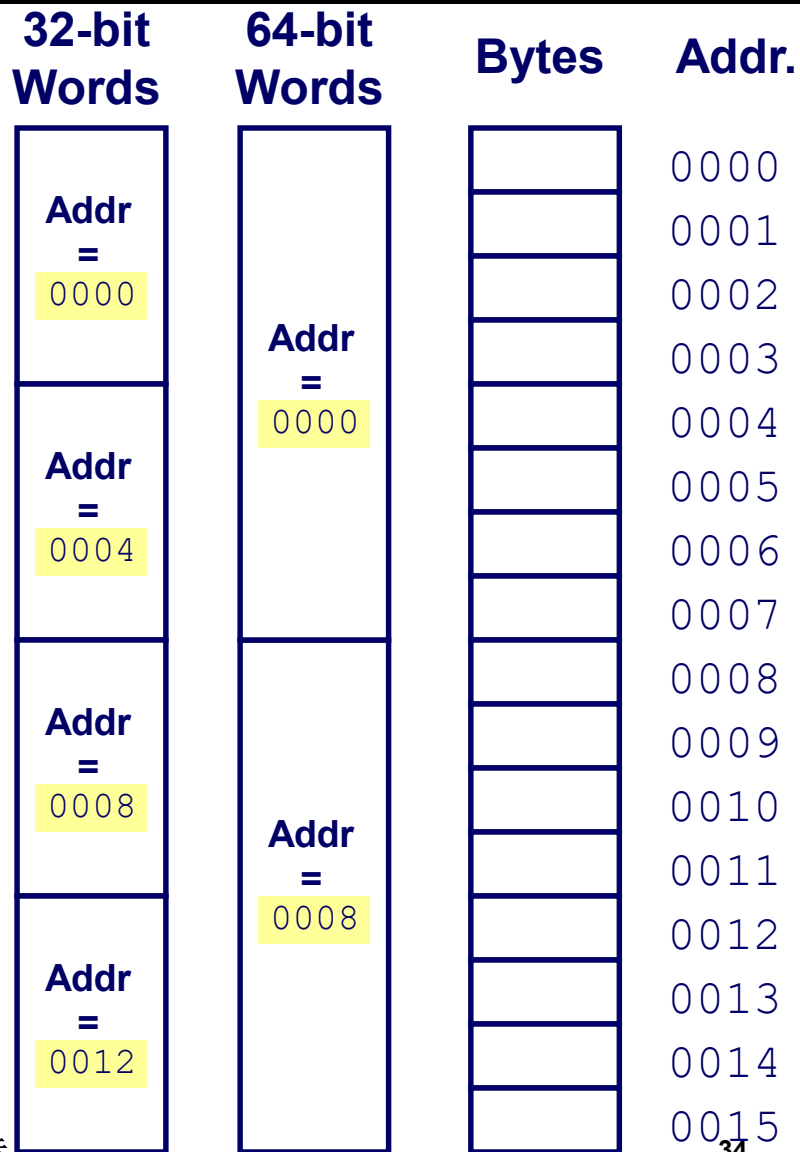 32-bit
Words
64-bit
Words
Bytes
Addr.
Addr
=
0000
Addr
=
0004
Addr
=
0008
Addr
=
0012
Addr
=
0000
Addr
=
0008
0000
0001
0002
0003
0004
0005
0006
0007
0008
0009
0010
0011
0012
0013
0014
0015
34